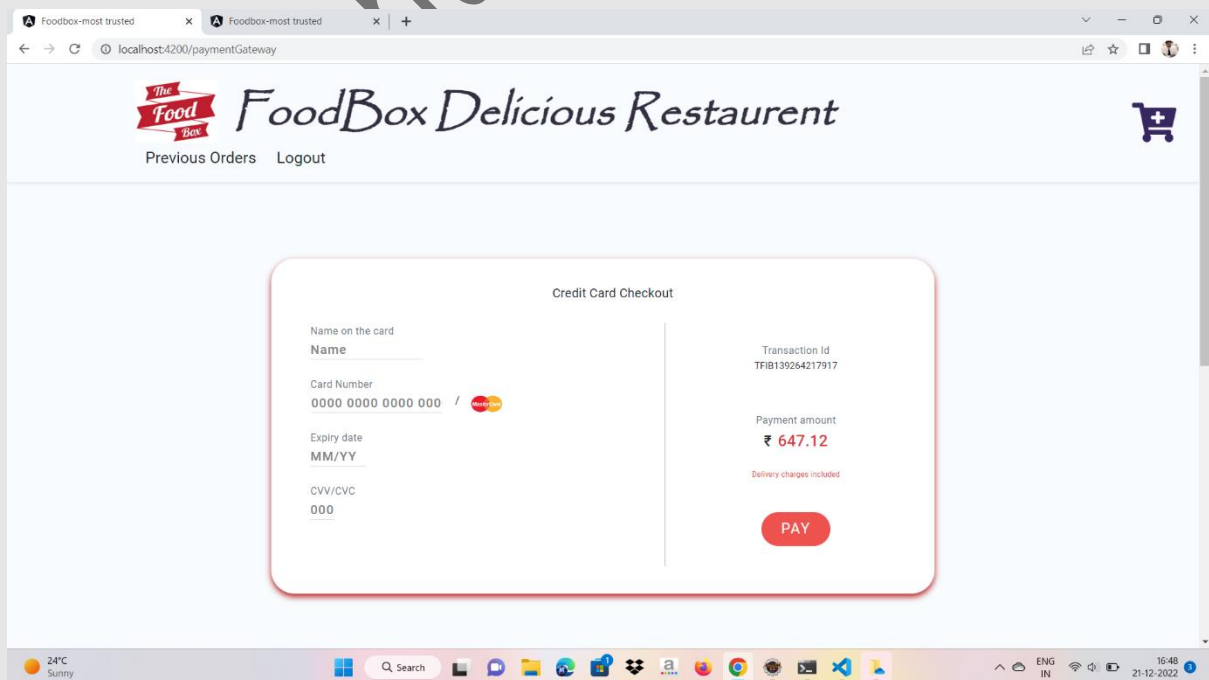 Foodbox-most trusted
Foodbox-most trusted
localhost:4200/paymentGateway
The
Food
Box
FoodBox Delicious Restaurent
Previous Orders Logout
Credit Card Checkout
Name on the card
Name
Card Number
0000 0000 0000 000 / MasterCard
Expiry date
MM/YY
CVV/CVC
000
Transaction Id
TFIB139264217917
Payment amount
₹ 647.12
Delivery charges included
PAY
24°C
Sunny
Search
a
ENG
IN
16:48
21-12-2022
3